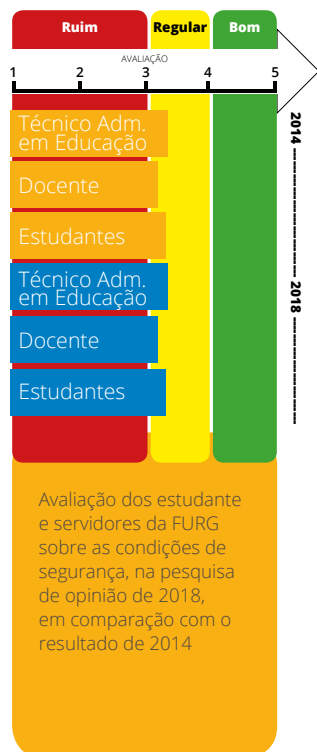 Ruim Regular Bom
AVALIAÇÃO
1 2 3 4 5
Técnico Adm.
em Educação
Docente
Estudantes
Técnico Adm.
em Educação
Docente
Estudantes
2014 ---------------------- 2018 ----------------------
Avaliação dos estudante
e servidores da FURG
sobre as condições de
segurança, na pesquisa
de opinião de 2018,
em comparação com o
resultado de 2014